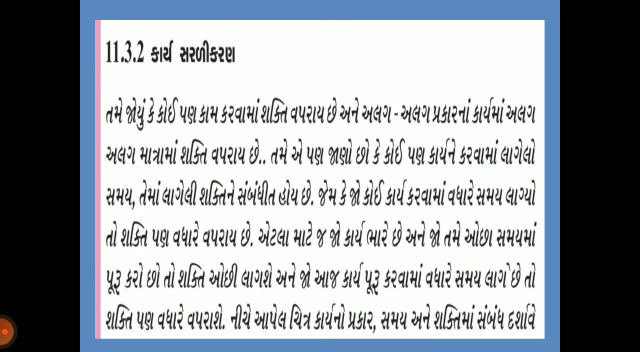 11.3.2 કાર્ય સરળીકરણ
તમે જોયું કે કોઈ પણ કામ કરવામાં શક્તિ વપરાય છે અને અલગ - અલગ પ્રકારનાં કાર્યમાં અલગ
અલગ માત્રામાં શક્તિ વપરાય છે.. તમે એ પણ જાણો છો કે કોઈ પણ કાર્યને કરવામાં લાગેલો
સમય, તેમાં લાગેલી શક્તિને સંબંધીત હોય છે. જેમ કે જો કોઈ કાર્ય કરવામાં વધારે સમય લાગ્યો
તો શક્તિ પણ વધારે વપરાય છે. એટલા માટે જ જો કાર્ય ભારે છે અને જો તમે ઓછા સમયમાં
પૂરૂ કરો છો તો શક્તિ ઓછી લાગશે અને જો આજ કાર્ય પૂરૂ કરવામાં વધારે સમય લાગે છે તો
શક્તિ પણ વધારે વપરાશે. નીચે આપેલ ચિત્ર કાર્યનો પ્રકાર, સમય અને શક્તિમાં સંબંધ દર્શાવે